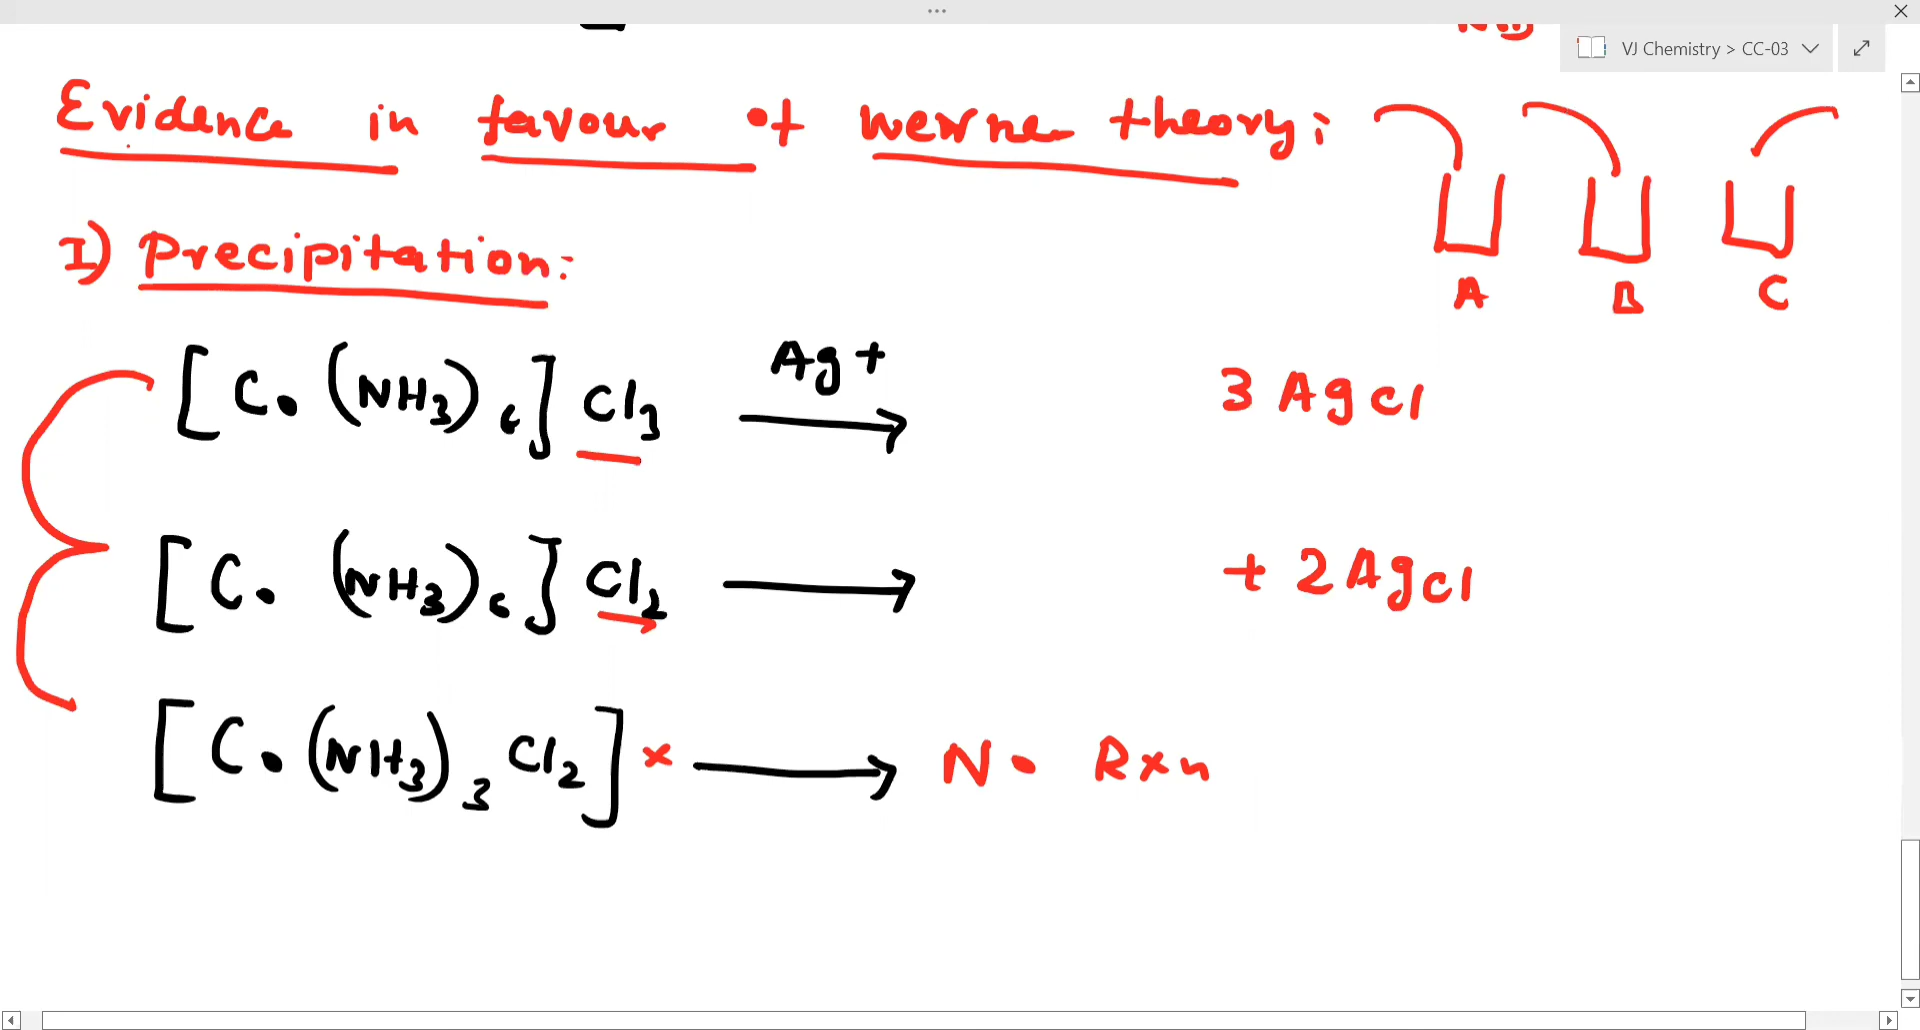 VJ Chemistry > CC-03
Evidence in favour of werner theory:
A B C
I) Precipitation:
[Co(NH3)6]Cl3 Ag+ → 3 AgCl
[Co(NH3)6]Cl2 → + 2AgCl
[Co(NH3)3Cl2] × → No Rxn